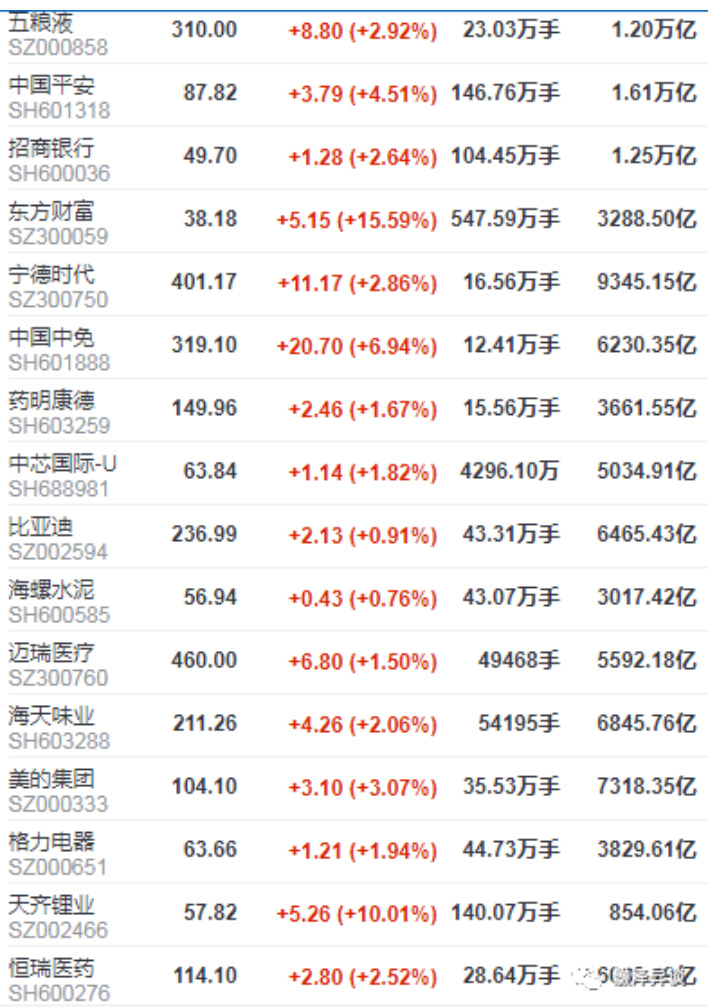 五粮液 310.00 +8.80 (+2.92%) 23.03万手 1.20万亿
SZ000858
中国平安 87.82 +3.79 (+4.51%) 146.76万手 1.61万亿
SH601318
招商银行 49.70 +1.28 (+2.64%) 104.45万手 1.25万亿
SH600036
东方财富 38.18 +5.15 (+15.59%) 547.59万手 3288.50亿
SZ300059
宁德时代 401.17 +11.17 (+2.86%) 16.56万手 9345.15亿
SZ300750
中国中免 319.10 +20.70 (+6.94%) 12.41万手 6230.35亿
SH601888
药明康德 149.96 +2.46 (+1.67%) 15.56万手 3661.55亿
SH603259
中芯国际-U 63.84 +1.14 (+1.82%) 4296.10万 5034.91亿
SH688981
比亚迪 236.99 +2.13 (+0.91%) 43.31万手 6465.43亿
SZ002594
海螺水泥 56.94 +0.43 (+0.76%) 43.07万手 3017.42亿
SH600585
迈瑞医疗 460.00 +6.80 (+1.50%) 49468手 5592.18亿
SZ300760
海天味业 211.26 +4.26 (+2.06%) 54195手 6845.76亿
SH603288
美的集团 104.10 +3.10 (+3.07%) 35.53万手 7318.35亿
SZ000333
格力电器 63.66 +1.21 (+1.94%) 44.73万手 3829.61亿
SZ000651
天齐锂业 57.82 +5.26 (+10.01%) 140.07万手 854.06亿
SZ002466
恒瑞医药 114.10 +2.80 (+2.52%) 28.64万手
SH600276